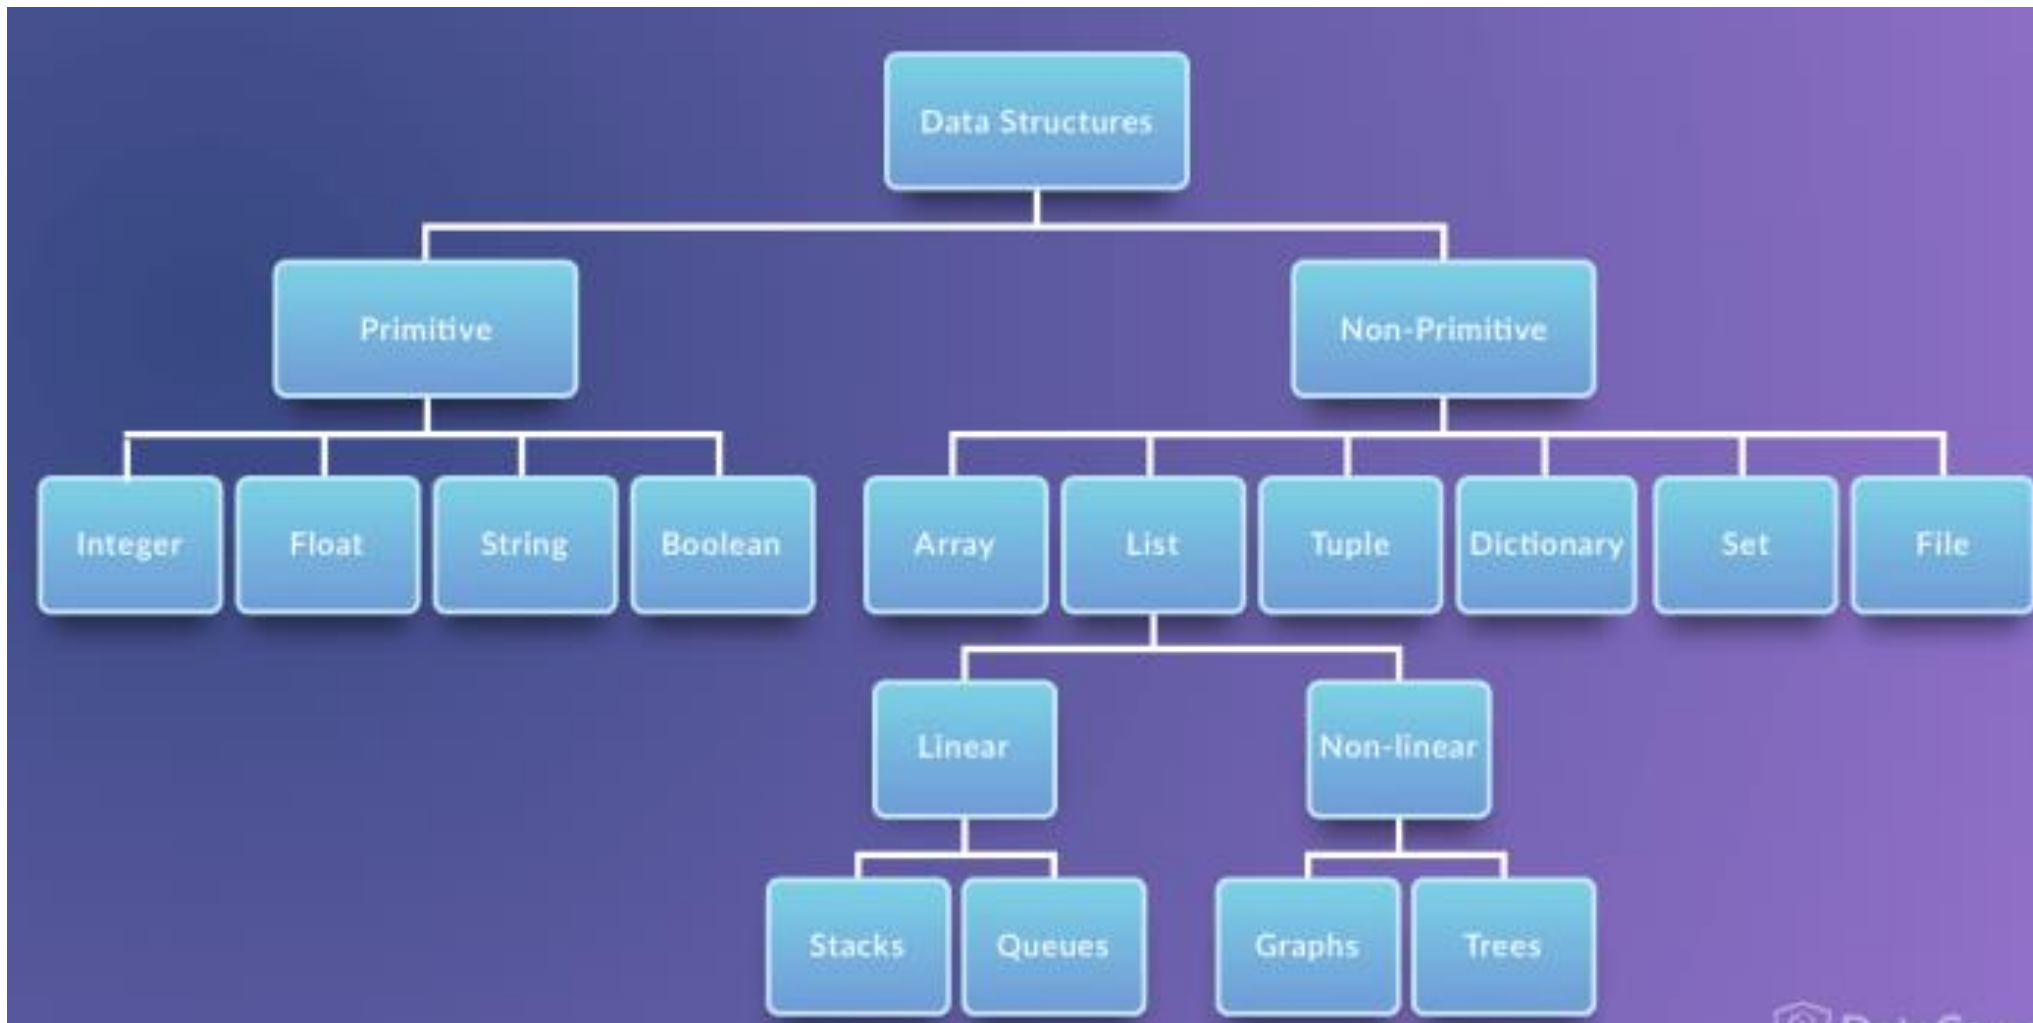 Data Structures
Primitive
Non-Primitive
Integer
Float
String
Boolean
Array
List
Tuple
Dictionary
Set
File
Linear
Non-linear
Stacks
Queues
Graphs
Trees